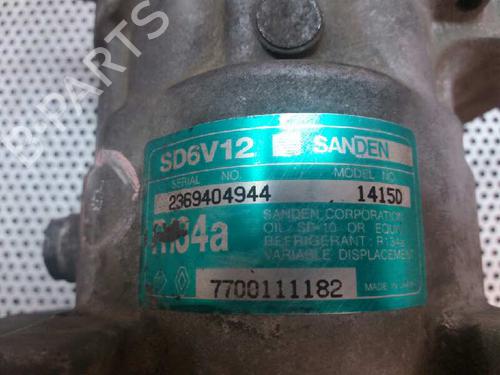 B-PARTS
SD6V12 SANDEN
SERIAL NO. MODEL NO.
2369404944 1415D
R134a
SANDEN CORPORATION
OIL: SP-10 OR EQUIV
REFRIGERANT: R134a
VARIABLE DISPLACEMENT
7700111182
MADE IN JAPAN